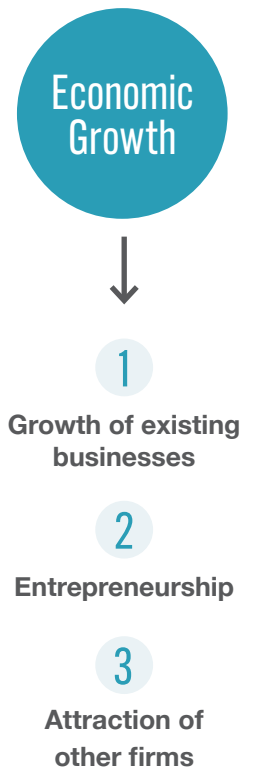 Economic
Growth
1
Growth of existing
businesses
2
Entrepreneurship
3
Attraction of
other firms